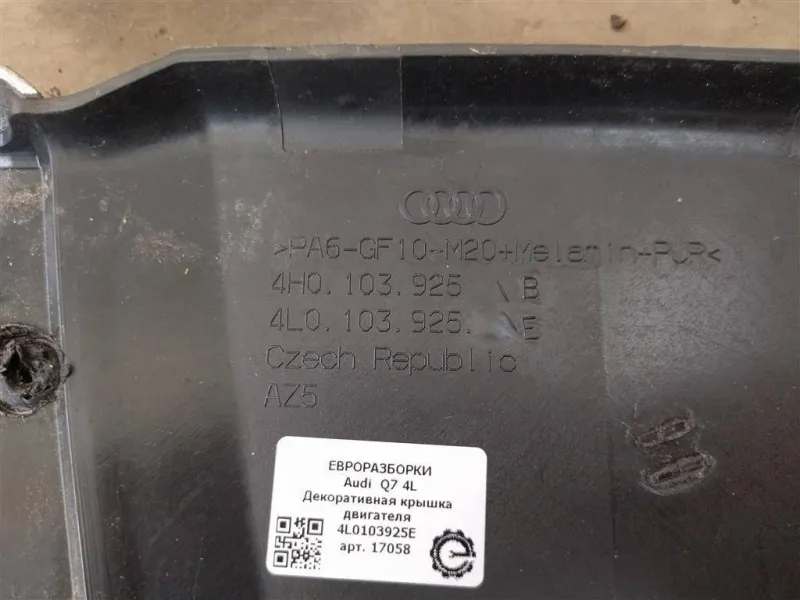 >PA6-GF10-M20+Melamin-PUR<
4H0.103.925 \ B
4L0.103.925. \E
Czech Republic
AZ5
ЕВРОРАЗБОРКИ
Audi Q7 4L
Декоративная крышка
двигателя
4L0103925E
арт. 17058